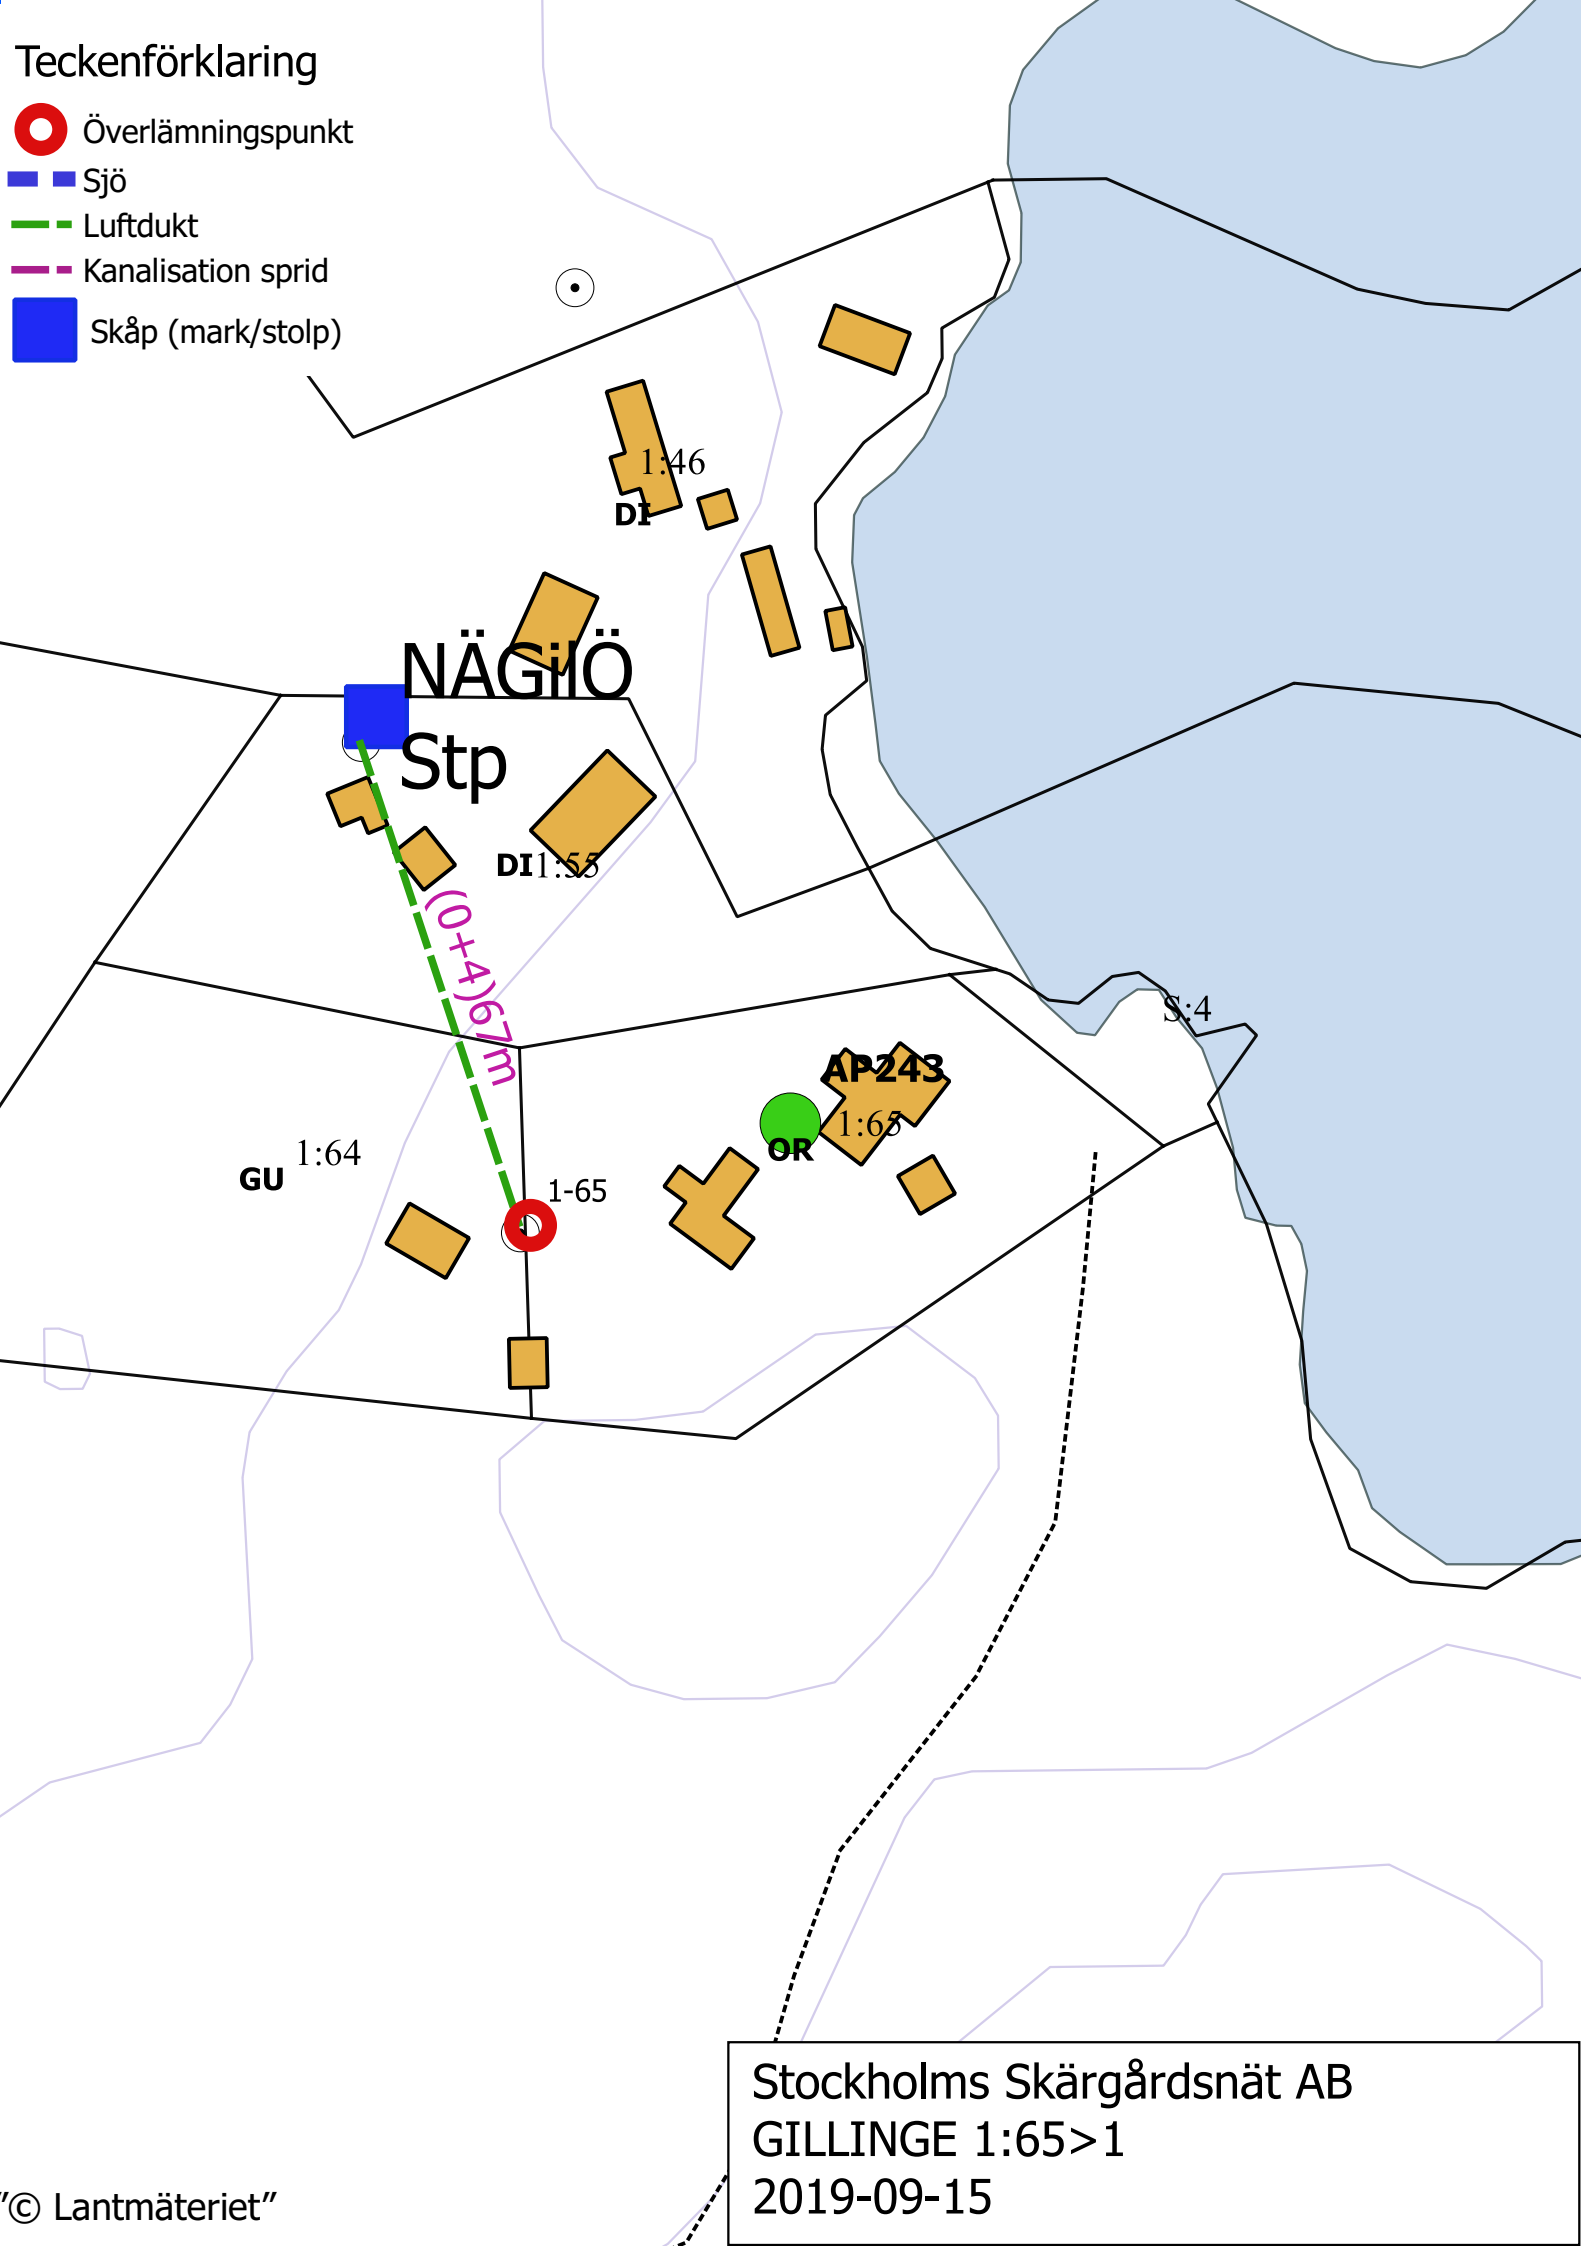 Teckenförklaring
Överlämningspunkt
Sjö
Luftdukt
Kanalisation sprid
Skåp (mark/stolp)
1:46
DI
NÄGilÖ
Stp
DI 1:55
(0+4)67m
S:4
AP243
1:65
OR
1:64
GU
1-65
Stockholms Skärgårdsnät AB
GILLINGE 1:65>1
2019-09-15
"© Lantmäteriet"